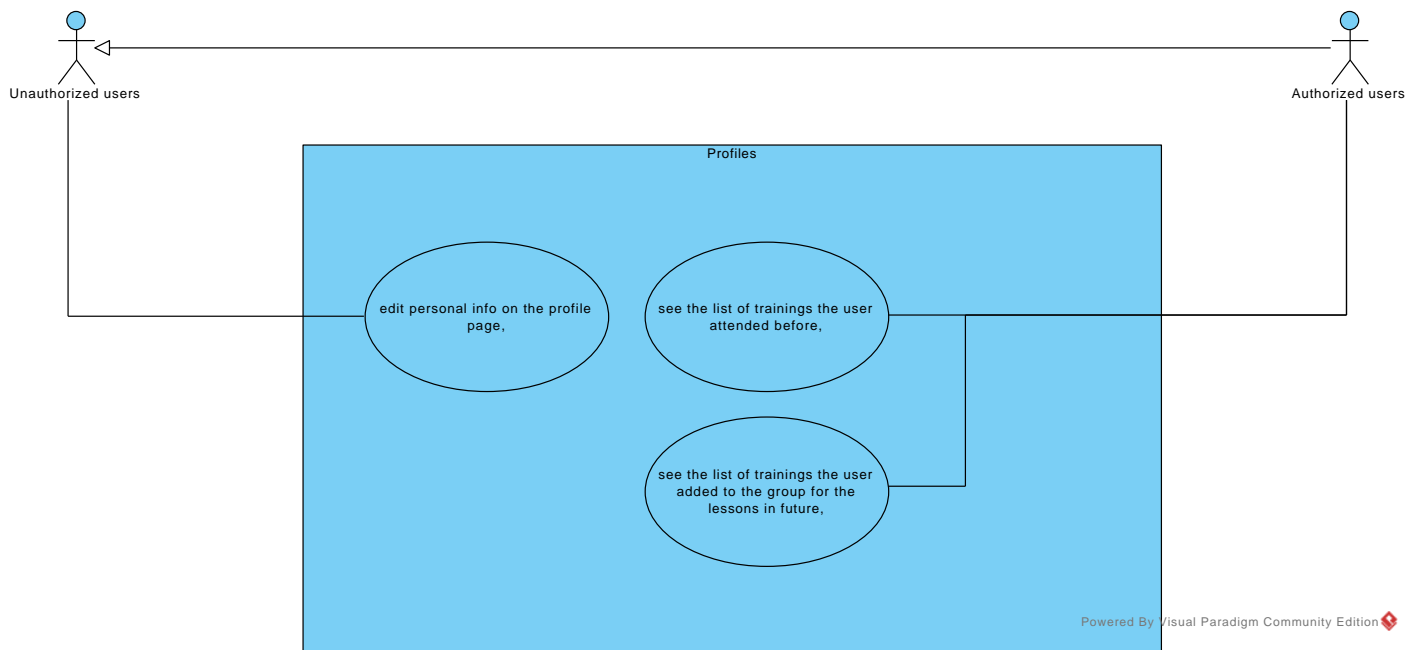 Unauthorized users
Authorized users
Profiles
edit personal info on the profile
page,
see the list of trainings the user
attended before,
see the list of trainings the user
added to the group for the
lessons in future,
Powered By Visual Paradigm Community Edition